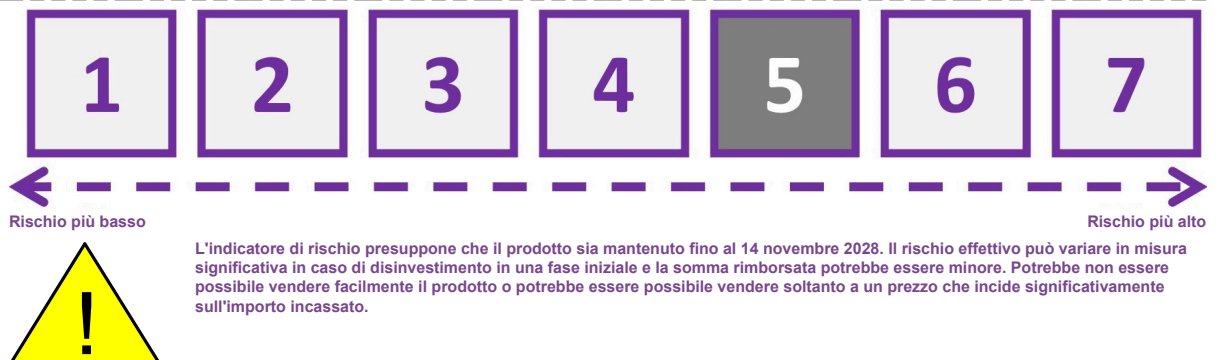 1 2 3 4 5 6 7
Rischio più basso Rischio più alto
L'indicatore di rischio presuppone che il prodotto sia mantenuto fino al 14 novembre 2028. Il rischio effettivo può variare in misura
significativa in caso di disinvestimento in una fase iniziale e la somma rimborsata potrebbe essere minore. Potrebbe non essere
possibile vendere facilmente il prodotto o potrebbe essere possibile vendere soltanto a un prezzo che incide significativamente
sull'importo incassato.
!